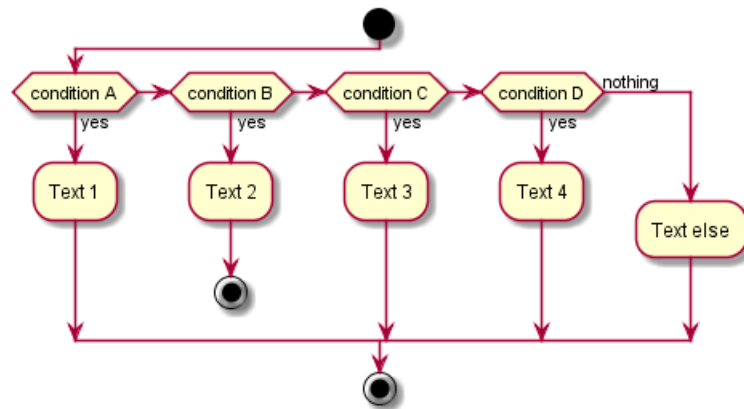 nothing
condition A
condition B
condition C
condition D
yes
yes
yes
yes
Text 1
Text 2
Text 3
Text 4
Text else